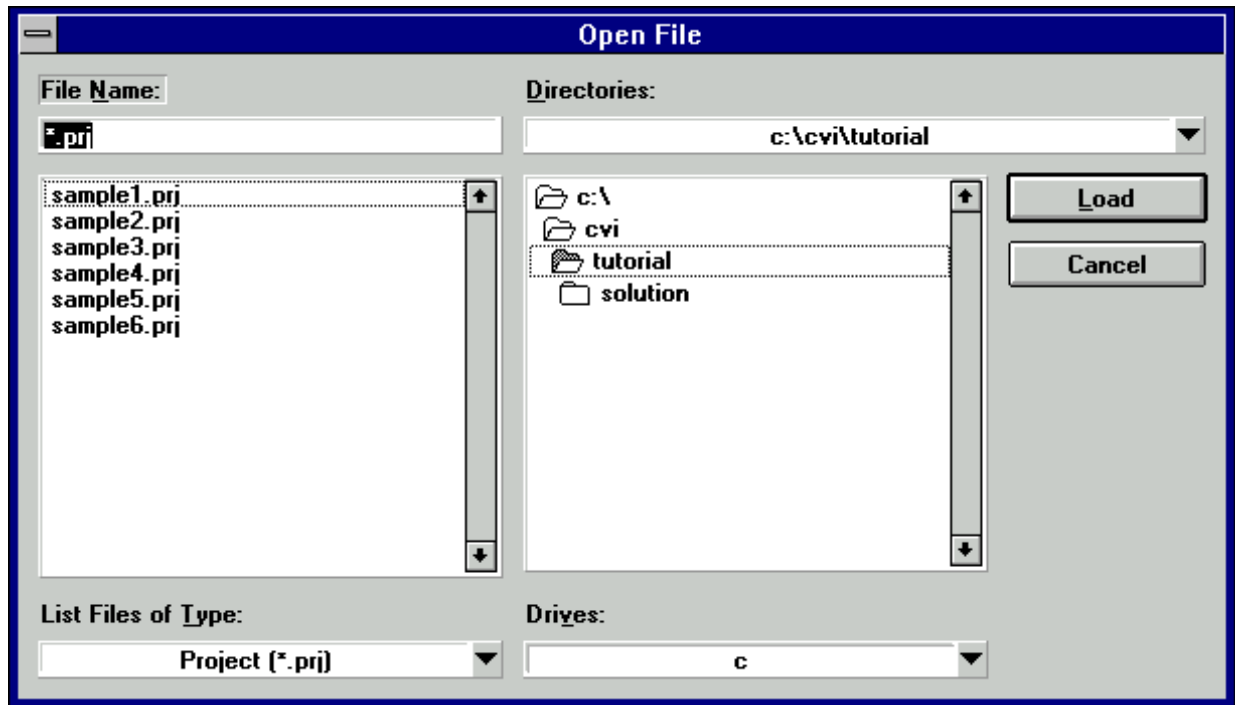 Open File
File Name:
*.prj
sample1.prj
sample2.prj
sample3.prj
sample4.prj
sample5.prj
sample6.prj
List Files of Type:
Project (*.prj)
Directories:
c:\cvi\tutorial
c:\
cvi
tutorial
solution
Drives:
c
Load
Cancel